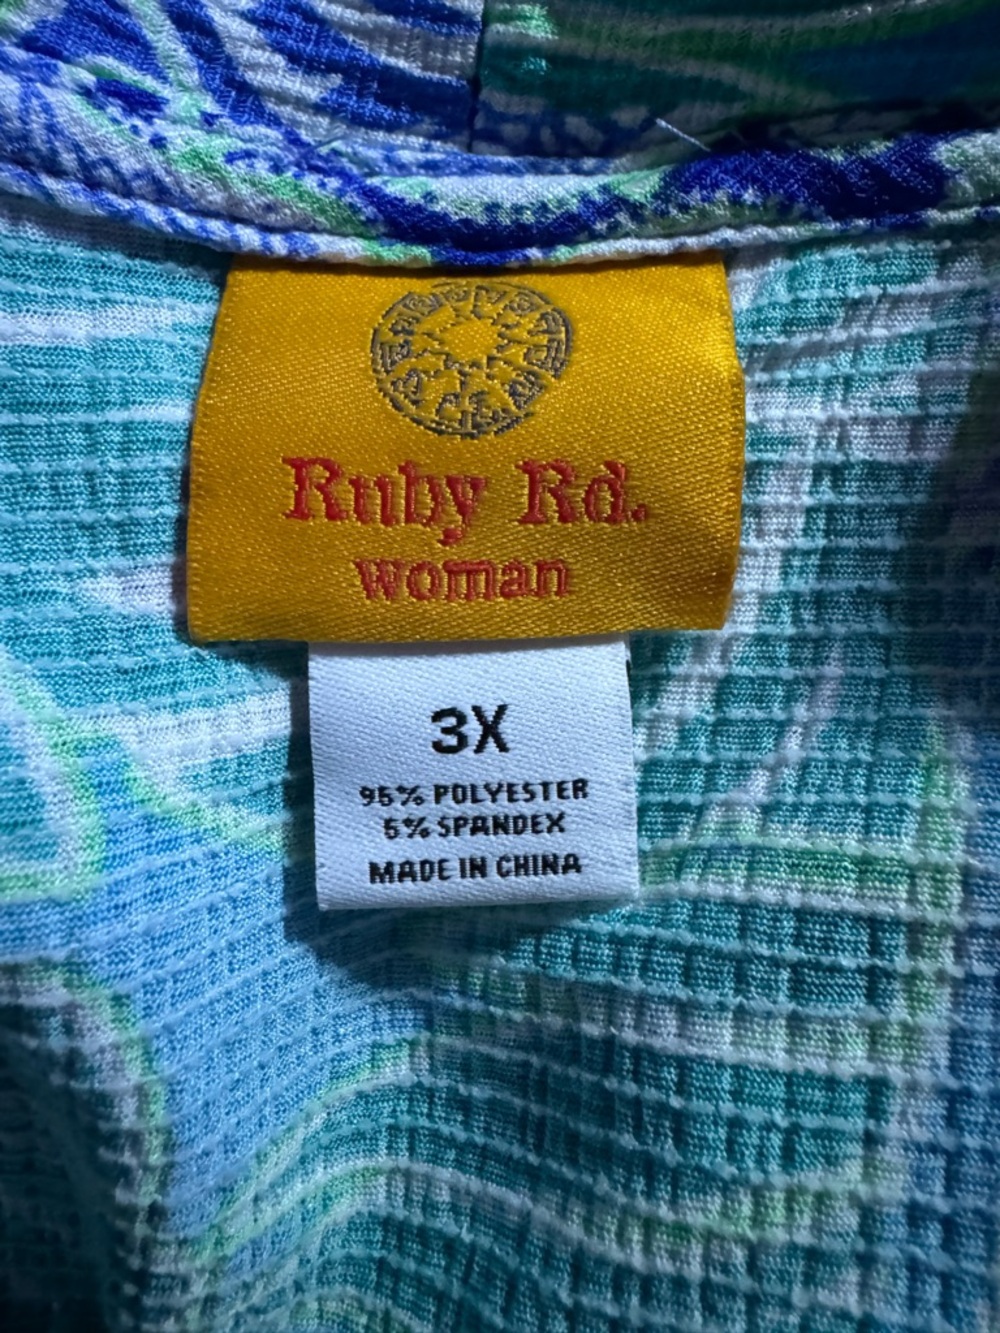 Ruby Rd.
woman
3X
95% POLYESTER
5% SPANDEX
MADE IN CHINA